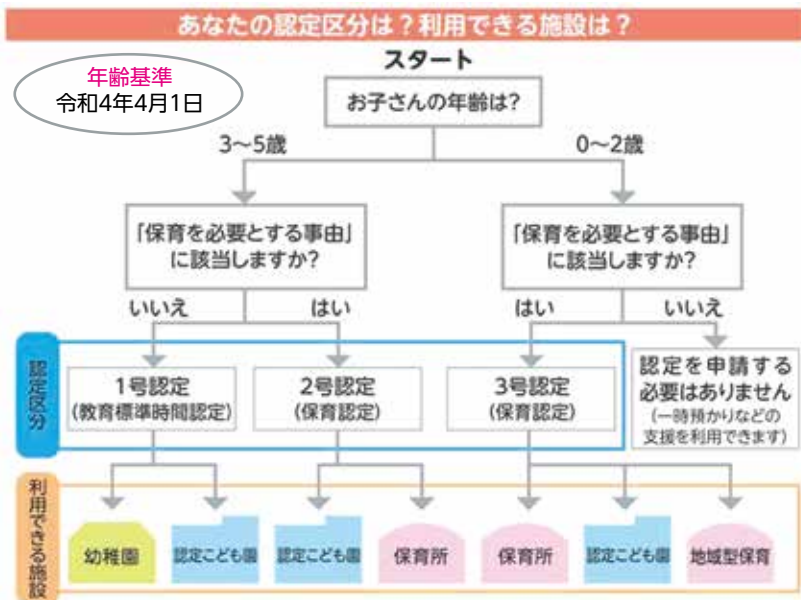 あなたの認定区分は？利用できる施設は？
年齢基準
令和4年4月1日
スタート
お子さんの年齢は？
3〜5歳
0〜2歳
「保育を必要とする事由」
に該当しますか？
「保育を必要とする事由」
に該当しますか？
いいえ
はい
はい
いいえ
認定区分
1号認定
(教育標準時間認定)
2号認定
(保育認定)
3号認定
(保育認定)
認定を申請する
必要はありません
(一時預かりなどの
支援を利用できます)
利用できる施設
幼稚園
認定こども園
認定こども園
保育所
保育所
認定こども園
地域型保育